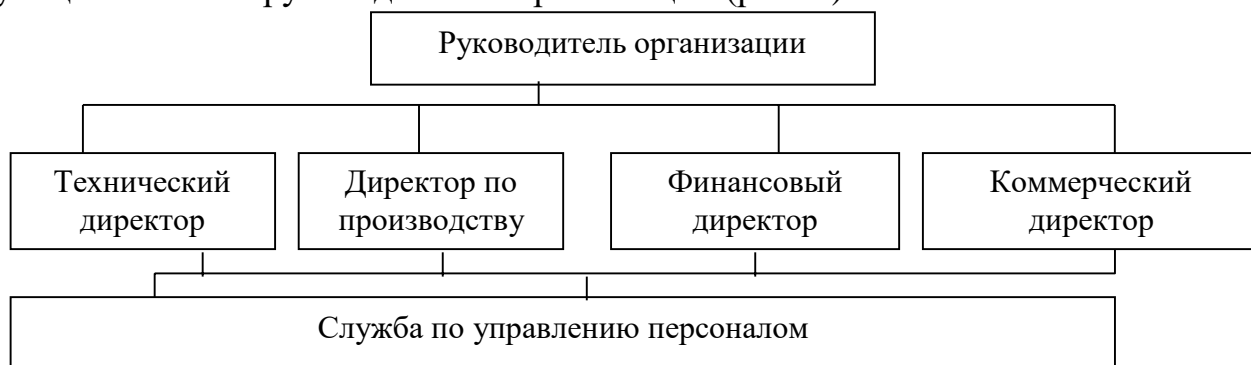 Руководитель организации
Технический
директор
Директор по
производству
Финансовый
директор
Коммерческий
директор
Служба по управлению персоналом